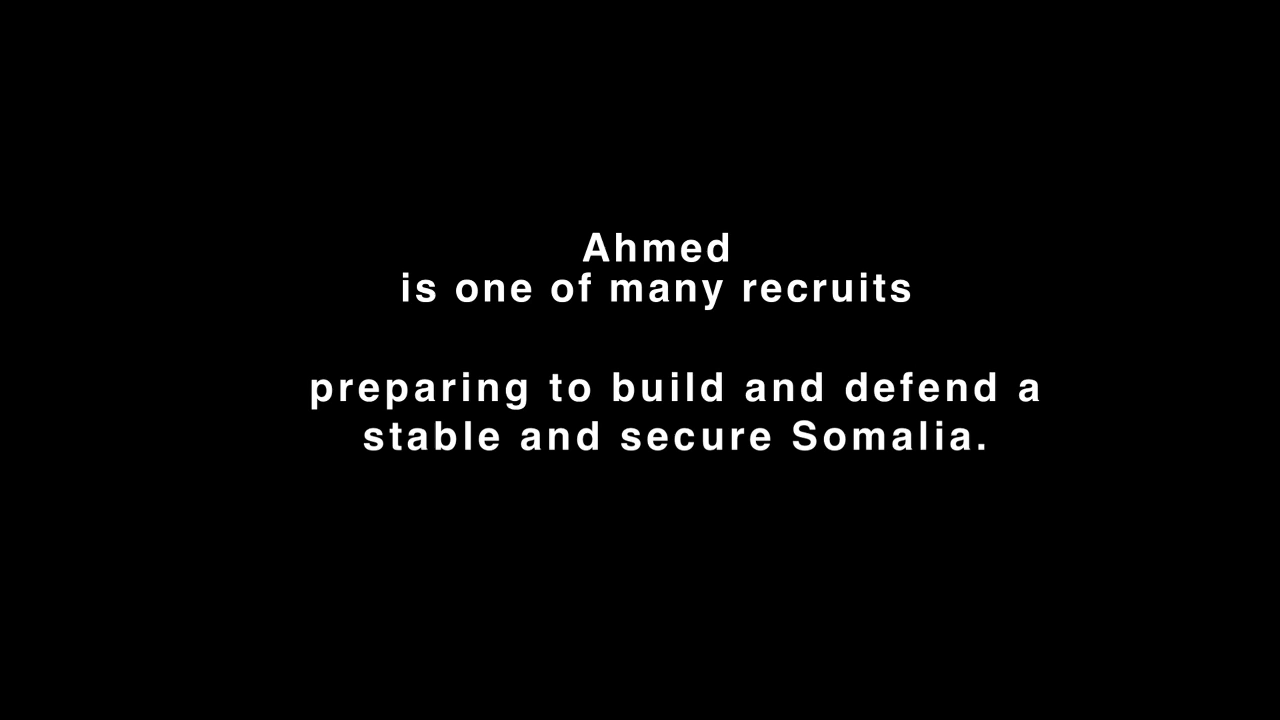 Ahmed
is one of many recruits
preparing to build and defend a
stable and secure Somalia.